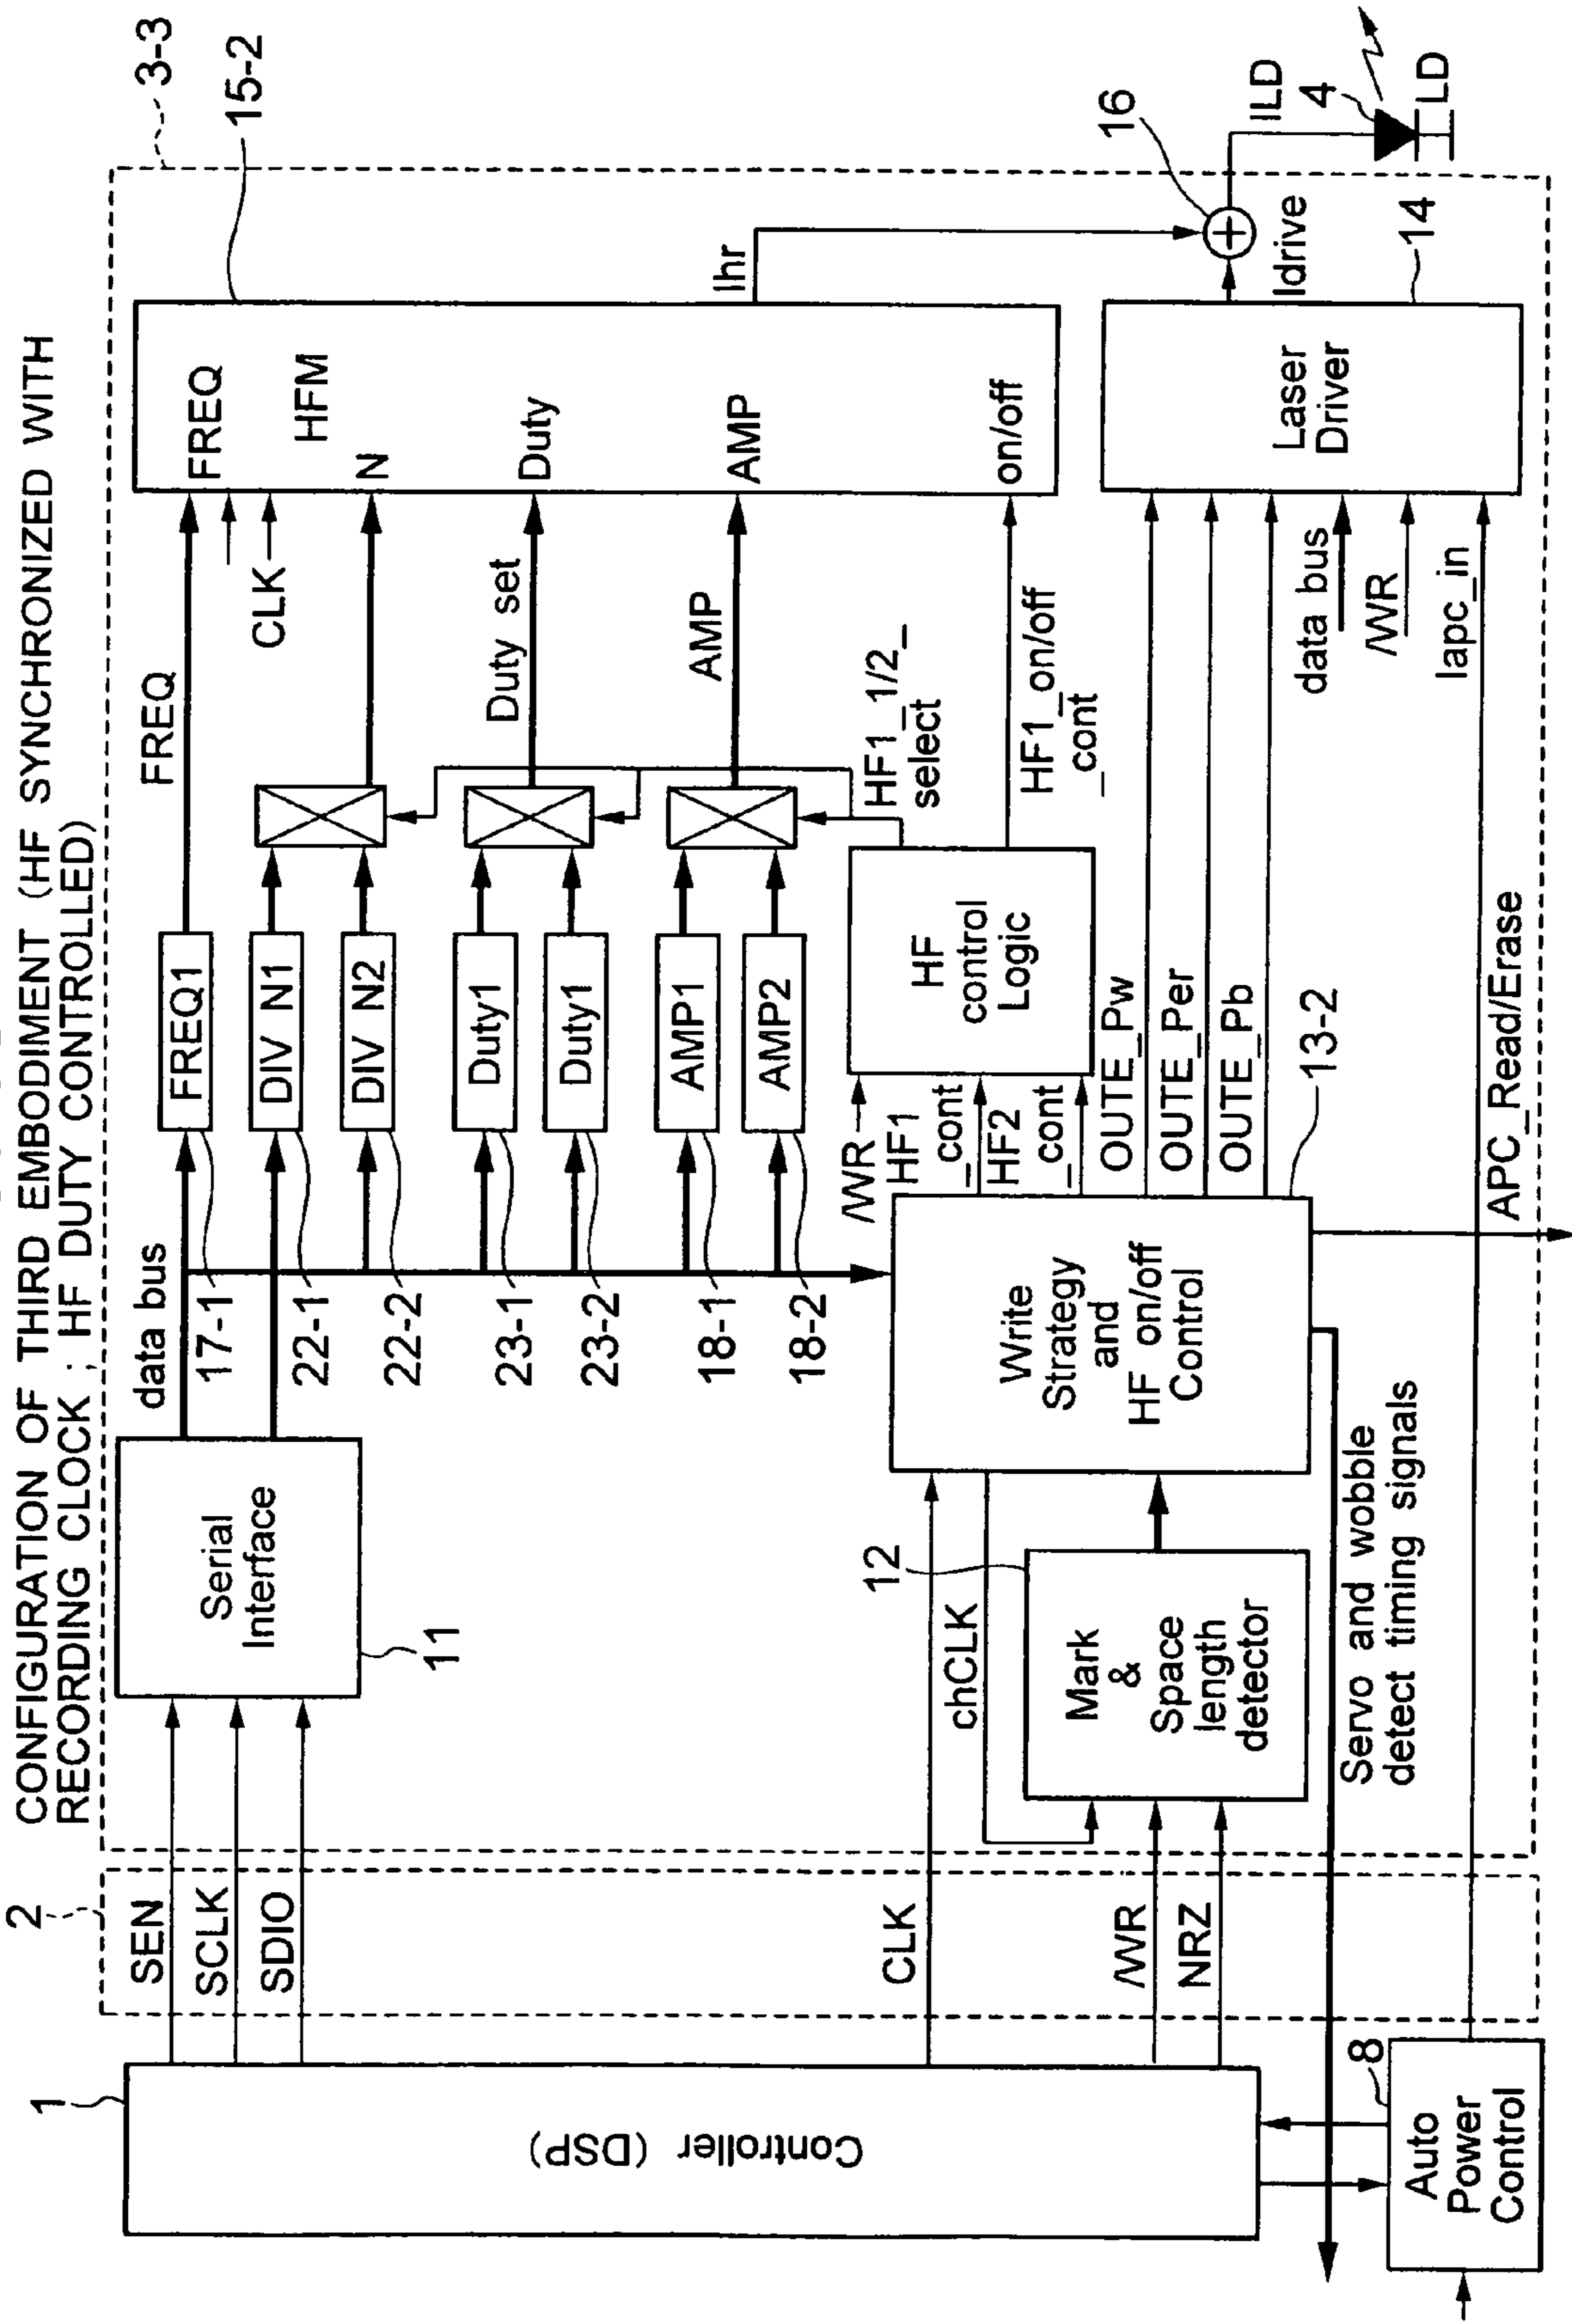 CONFIGURATION OF THIRD EMBODIMENT (HF SYNCHRONIZED WITH
RECORDING CLOCK ; HF DUTY CONTROLLED)
1
2
3-3
15-2
Controller (DSP)
SEN
SCLK
SDIO
CLK
/WR
NRZ
8
Auto
Power
Control
Serial
Interface
11
data bus
17-1
22-1
22-2
23-1
23-2
18-1
18-2
FREQ1
DIV N1
DIV N2
Duty1
Duty1
AMP1
AMP2
FREQ
CLK
Duty set
AMP
HF1_1/2_
select
HF1_on/off
_cont
FREQ
HFM
N
Duty
AMP
on/off
Ihr
16
ILD
4
LD
Idrive
14
Laser
Driver
data bus
/WR
Iapc_in
HF
control
Logic
/WR
HF1
_cont
HF2
_cont
OUTE_Pw
OUTE_Per
OUTE_Pb
13-2
APC_Read/Erase
Write
Strategy
and
HF on/off
Control
chCLK
12
Mark
&
Space
length
detector
Servo and wobble
detect timing signals